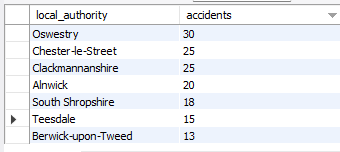 local_authority accidents
Oswestry 30
Chester-le-Street 25
Clackmannanshire 25
Alnwick 20
South Shropshire 18
Teesdale 15
Berwick-upon-Tweed 13